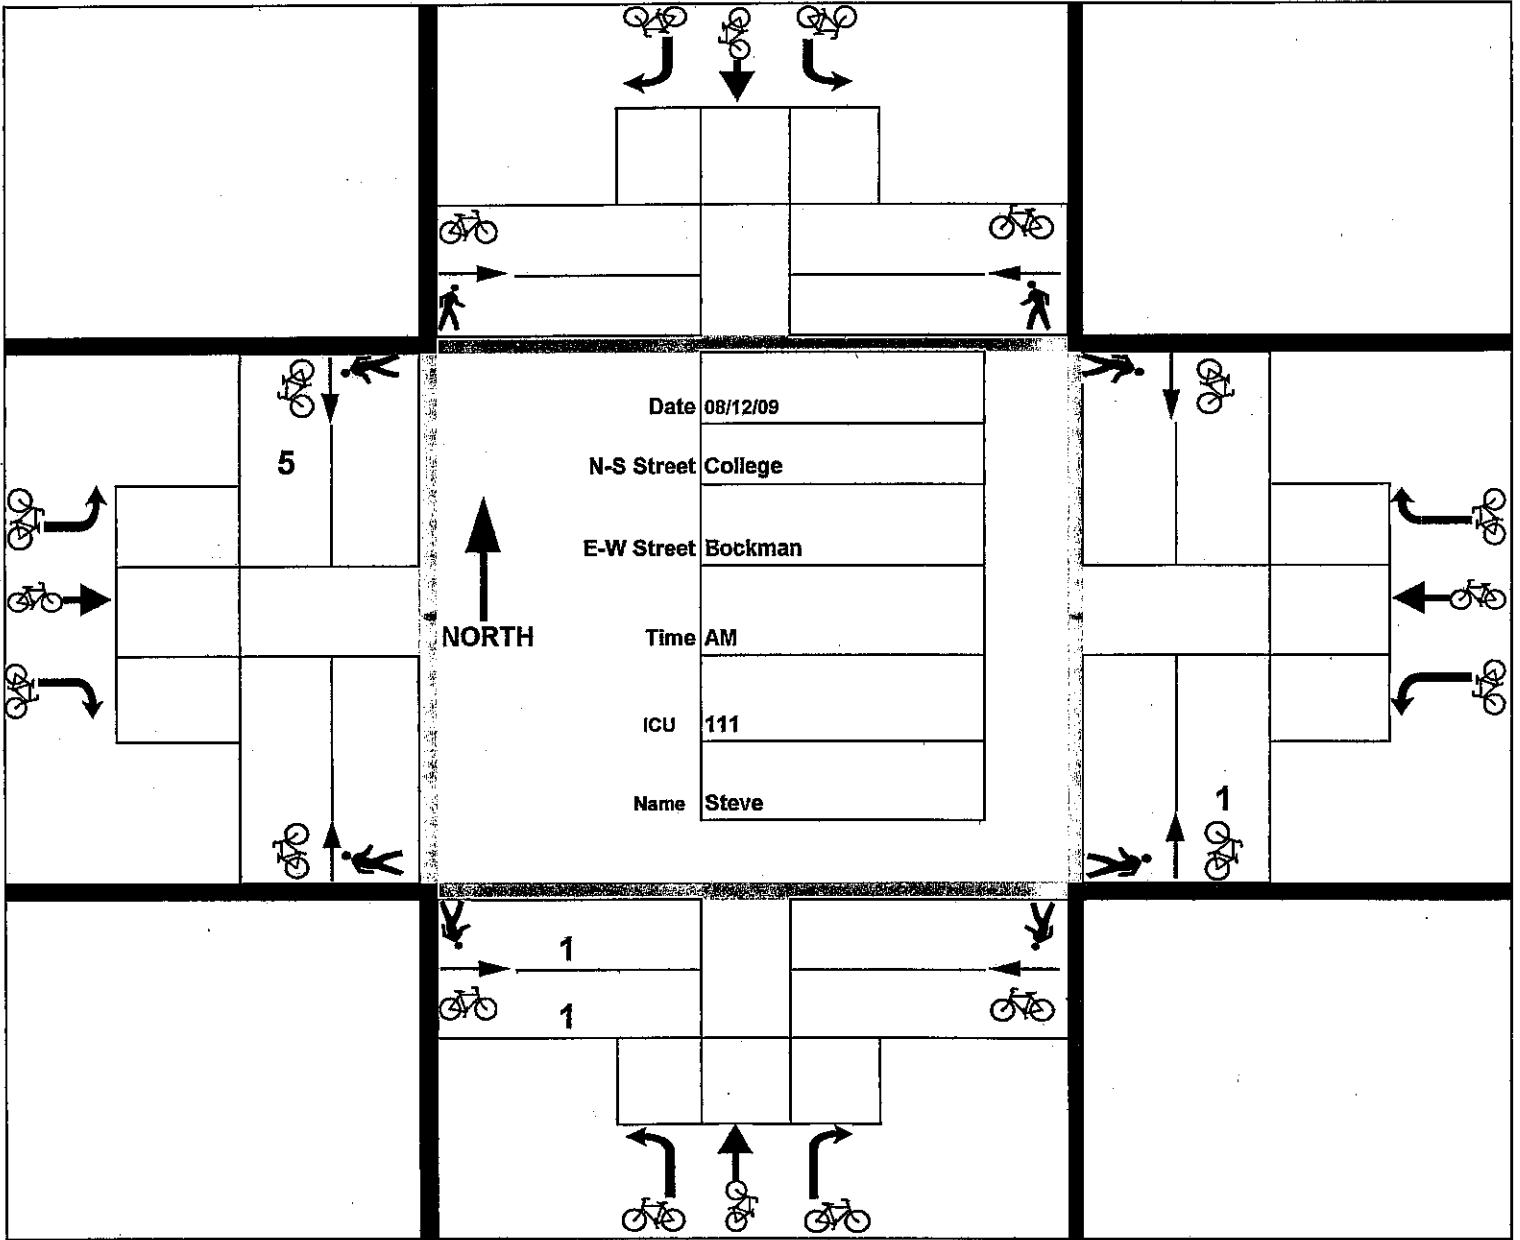 Date 08/12/09
5
N-S Street College
E-W Street Bockman
NORTH
Time AM
ICU 111
Name Steve
1
1
1